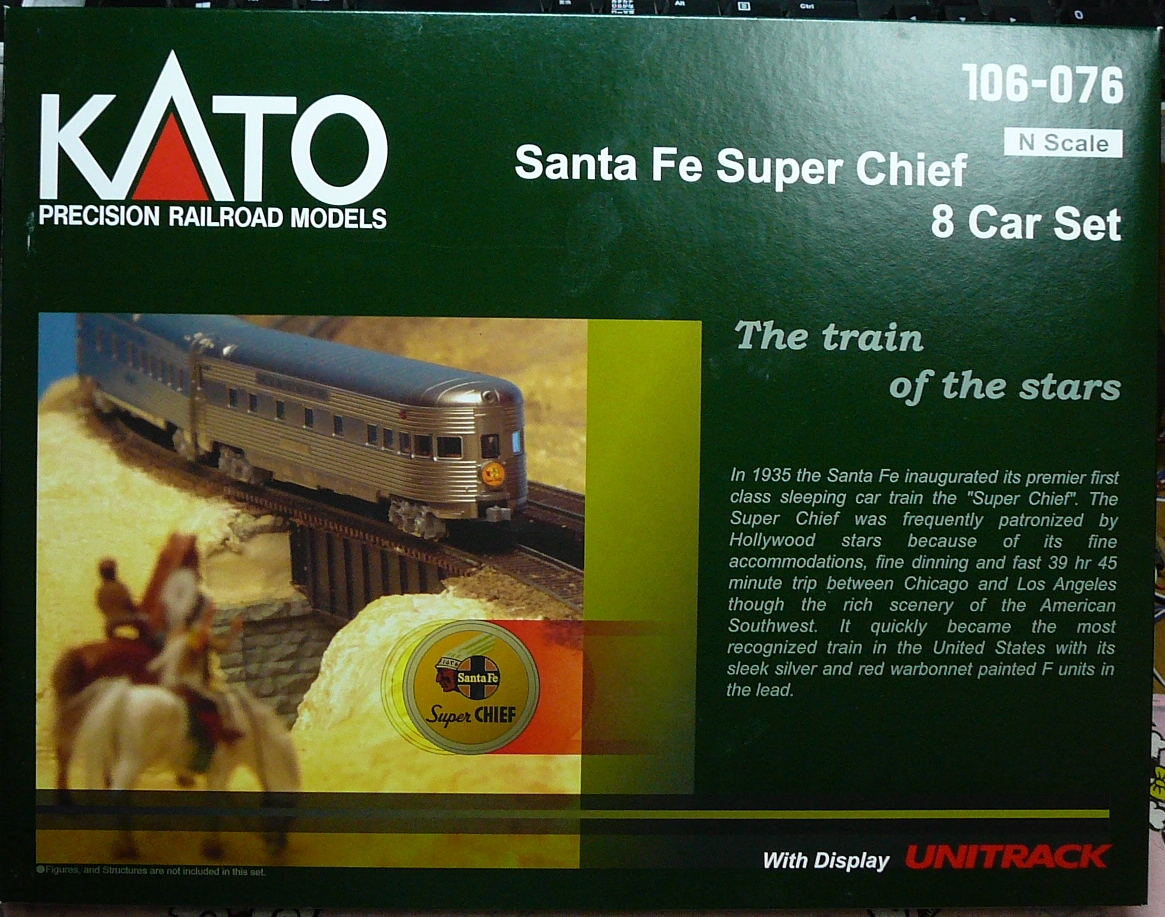 Alt
Ctrl
0
KATO
PRECISION RAILROAD MODELS
106-076
N Scale
Santa Fe Super Chief
8 Car Set
The train
of the stars
In 1935 the Santa Fe inaugurated its premier first
class sleeping car train the "Super Chief". The
Super Chief was frequently patronized by
Hollywood stars because of its fine
accommodations, fine dinning and fast 39 hr 45
minute trip between Chicago and Los Angeles
though the rich scenery of the American
Southwest. It quickly became the most
recognized train in the United States with its
sleek silver and red warbonnet painted F units in
the lead.
Santa Fe
Super CHIEF
With Display UNITRACK
●Figures, and Structures are not included in this set.